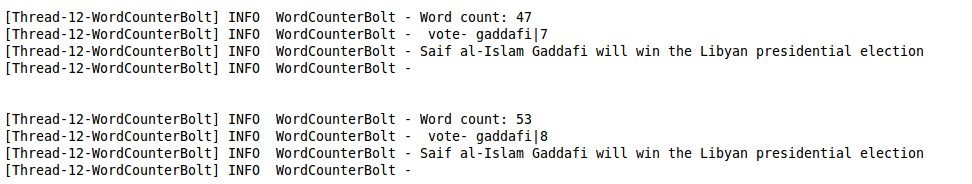 [Thread-12-WordCounterBolt] INFO  WordCounterBolt - Word count: 47
[Thread-12-WordCounterBolt] INFO  WordCounterBolt -  vote- gaddafi|7
[Thread-12-WordCounterBolt] INFO  WordCounterBolt - Saif al-Islam Gaddafi will win the Libyan presidential election
[Thread-12-WordCounterBolt] INFO  WordCounterBolt -
[Thread-12-WordCounterBolt] INFO  WordCounterBolt - Word count: 53
[Thread-12-WordCounterBolt] INFO  WordCounterBolt -  vote- gaddafi|8
[Thread-12-WordCounterBolt] INFO  WordCounterBolt - Saif al-Islam Gaddafi will win the Libyan presidential election
[Thread-12-WordCounterBolt] INFO  WordCounterBolt -